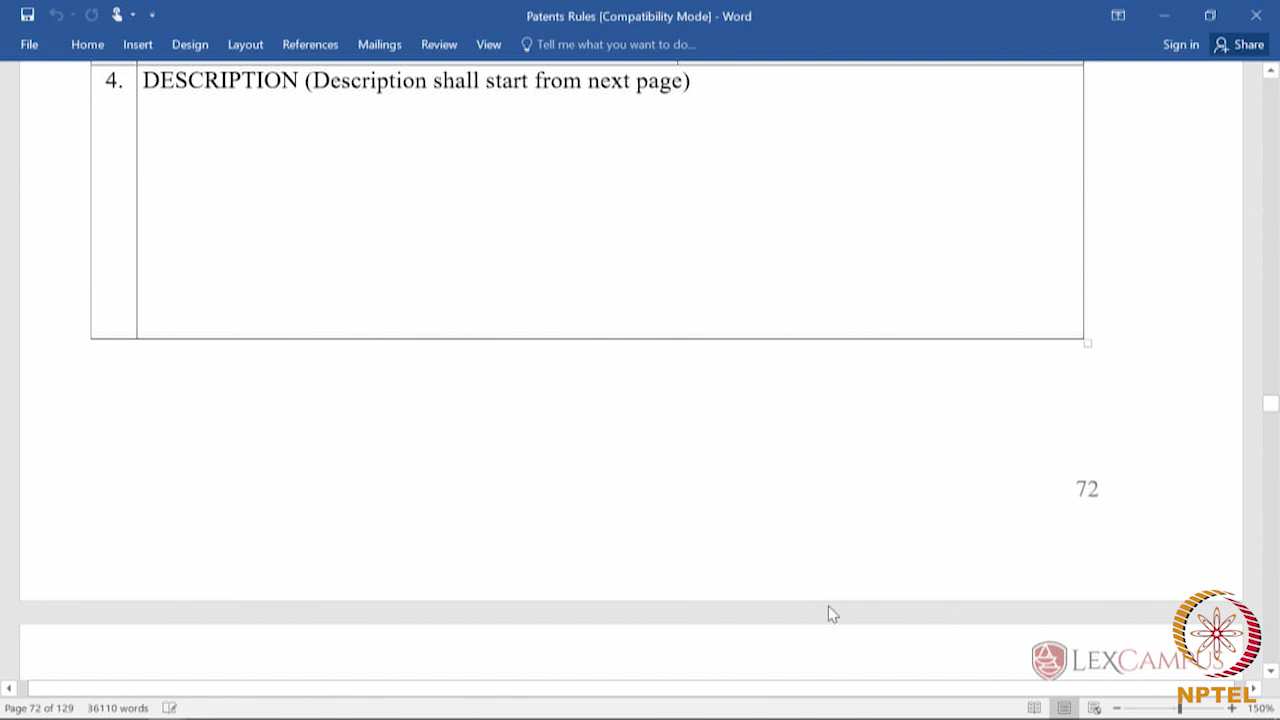 Patents Rules [Compatibility Mode] - Word
File Home Insert Design Layout References Mailings Review View Tell me what you want to do... Sign in Share
4. DESCRIPTION (Description shall start from next page)
72
LEXCAMPUS
NPTEL
Page 72 of 129 36110 words 150%